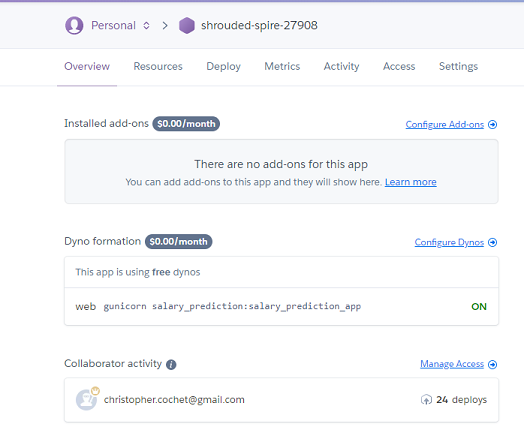 Personal shrouded-spire-27908
Overview Resources Deploy Metrics Activity Access Settings
Installed add-ons $0.00/month Configure Add-ons
There are no add-ons for this app
You can add add-ons to this app and they will show here. Learn more
Dyno formation $0.00/month Configure Dynos
This app is using free dynos
web gunicorn salary_prediction:salary_prediction_app ON
Collaborator activity Manage Access
christopher.cochet@gmail.com 24 deploys